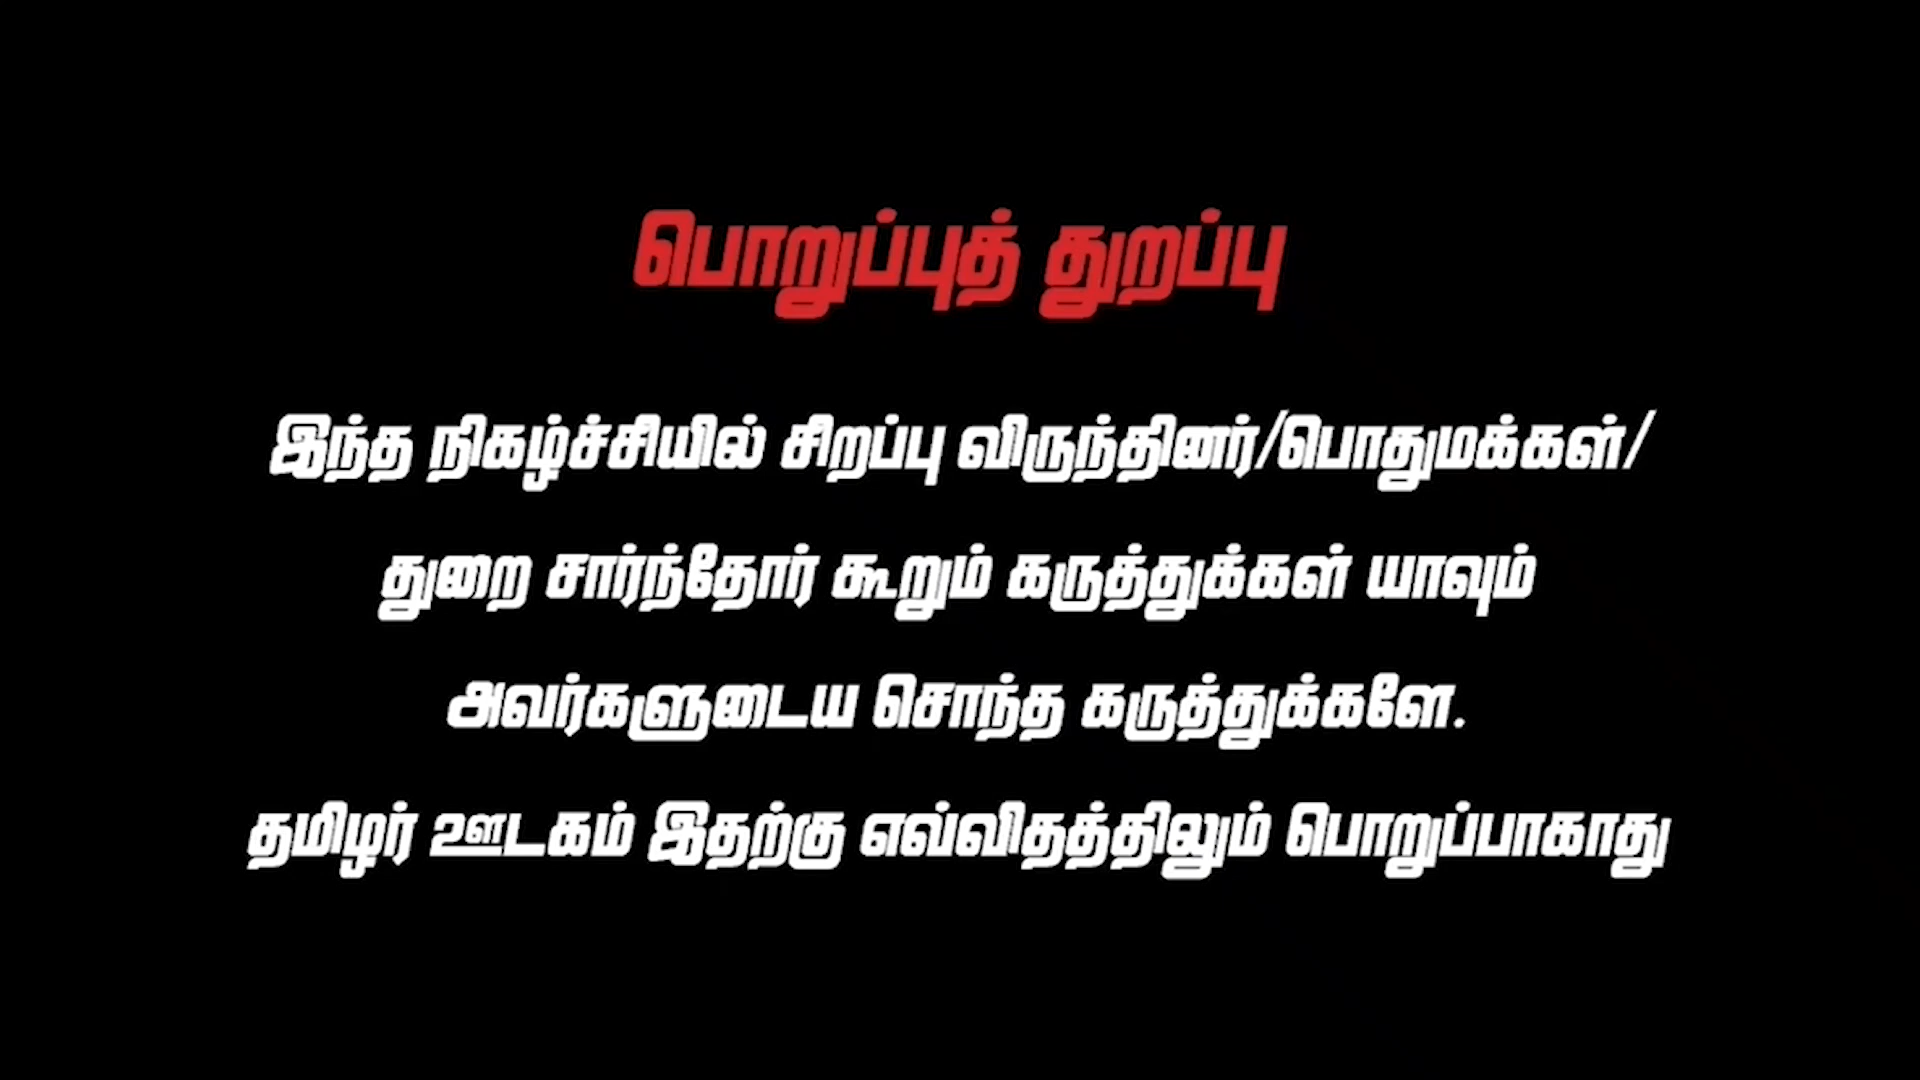 பொறுப்புத் துறப்பு
இந்த நிகழ்ச்சியில் சிறப்பு விருந்தினர்/பொதுமக்கள்/
துறை சார்ந்தோர் கூறும் கருத்துக்கள் யாவும்
அவர்களுடைய சொந்த கருத்துக்களே.
தமிழர் ஊடகம் இதற்கு எவ்விதத்திலும் பொறுப்பாகாது